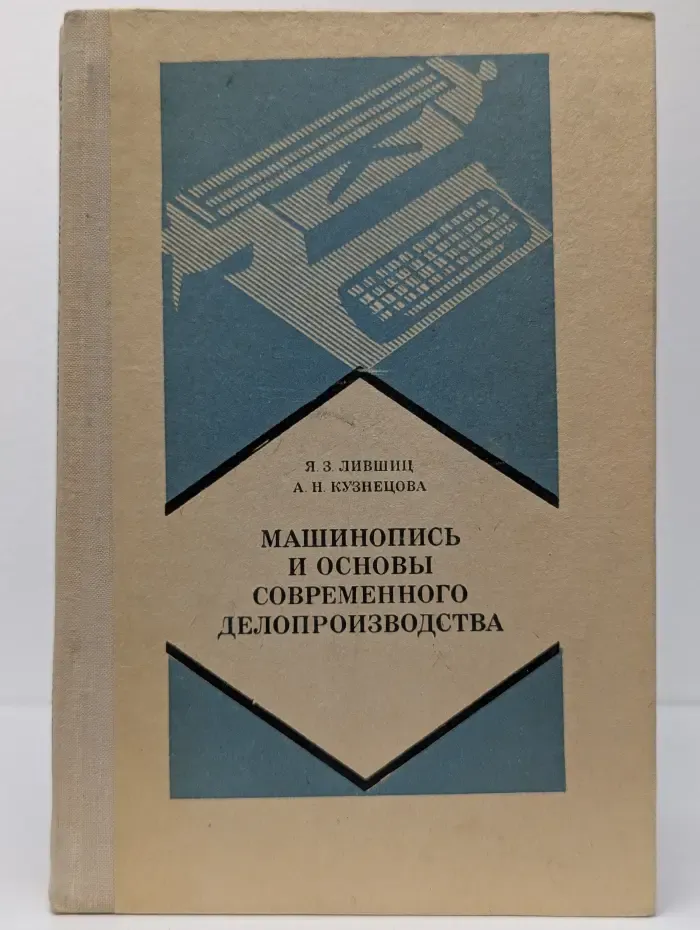 Я. З. ЛИВШИЦ
А. Н. КУЗНЕЦОВА
МАШИНОПИСЬ
И ОСНОВЫ
СОВРЕМЕННОГО
ДЕЛОПРОИЗВОДСТВА